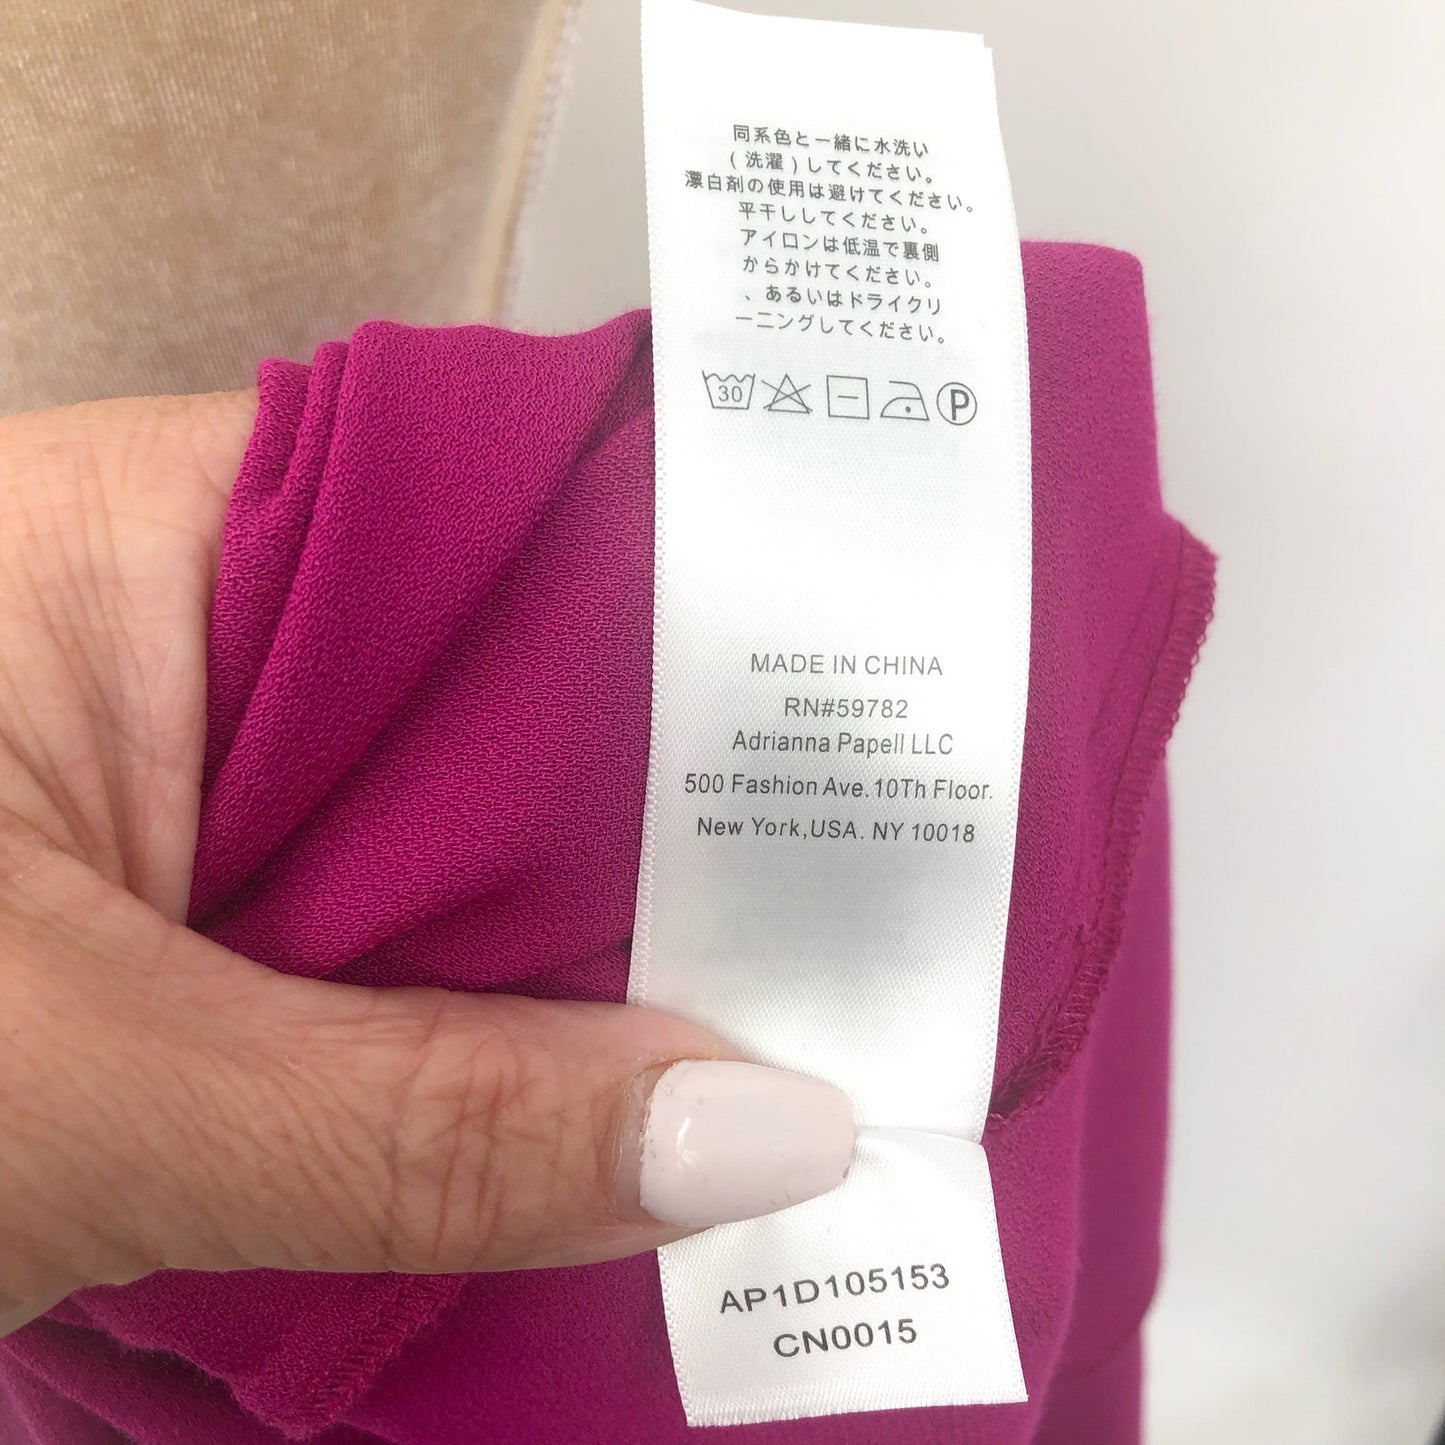 同系色と一緒に水洗い
(洗濯)してください。
漂白剤の使用は避けてください。
平干ししてください。
アイロンは低温で裏側
からかけてください。
、あるいはドライクリ
ーニングしてください。
30 P
MADE IN CHINA
RN#59782
Adrianna Papell LLC
500 Fashion Ave. 10Th Floor.
New York,USA. NY 10018
AP1D105153
CN0015